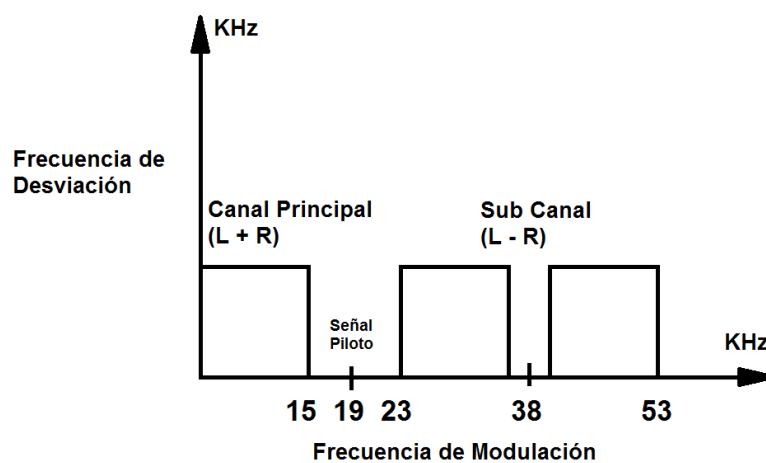 KHz
Frecuencia de
Desviación
Canal Principal
(L + R)
Sub Canal
(L - R)
Señal
Piloto
KHz
15 19 23 38 53
Frecuencia de Modulación